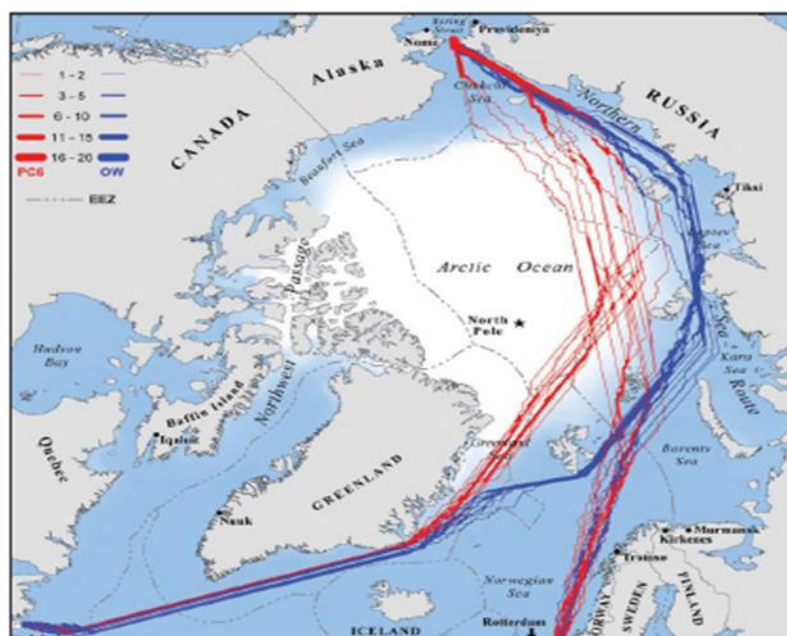 Bering
Strait
Nome
Provideniya
Alaska
Chukchi
Sea
Northern
RUSSIA
1 - 2
3 - 5
6 - 10
11 - 15
16 - 20
PC6 OW
EEZ
CANADA
Beaufort Sea
Tiksi
Laptev
Sea
Arctic Ocean
Passage
North
Pole
Sea
Kara
Sea
Route
Hudson
Bay
Baffin Island
Northwest
Iqaluit
Quebec
Greenland
Sea
Barents
Sea
GREENLAND
Nuuk
Murmansk
Kirkenes
Tromso
Norwegian
Sea
NORWAY
SWEDEN
FINLAND
ICELAND
Rotterdam